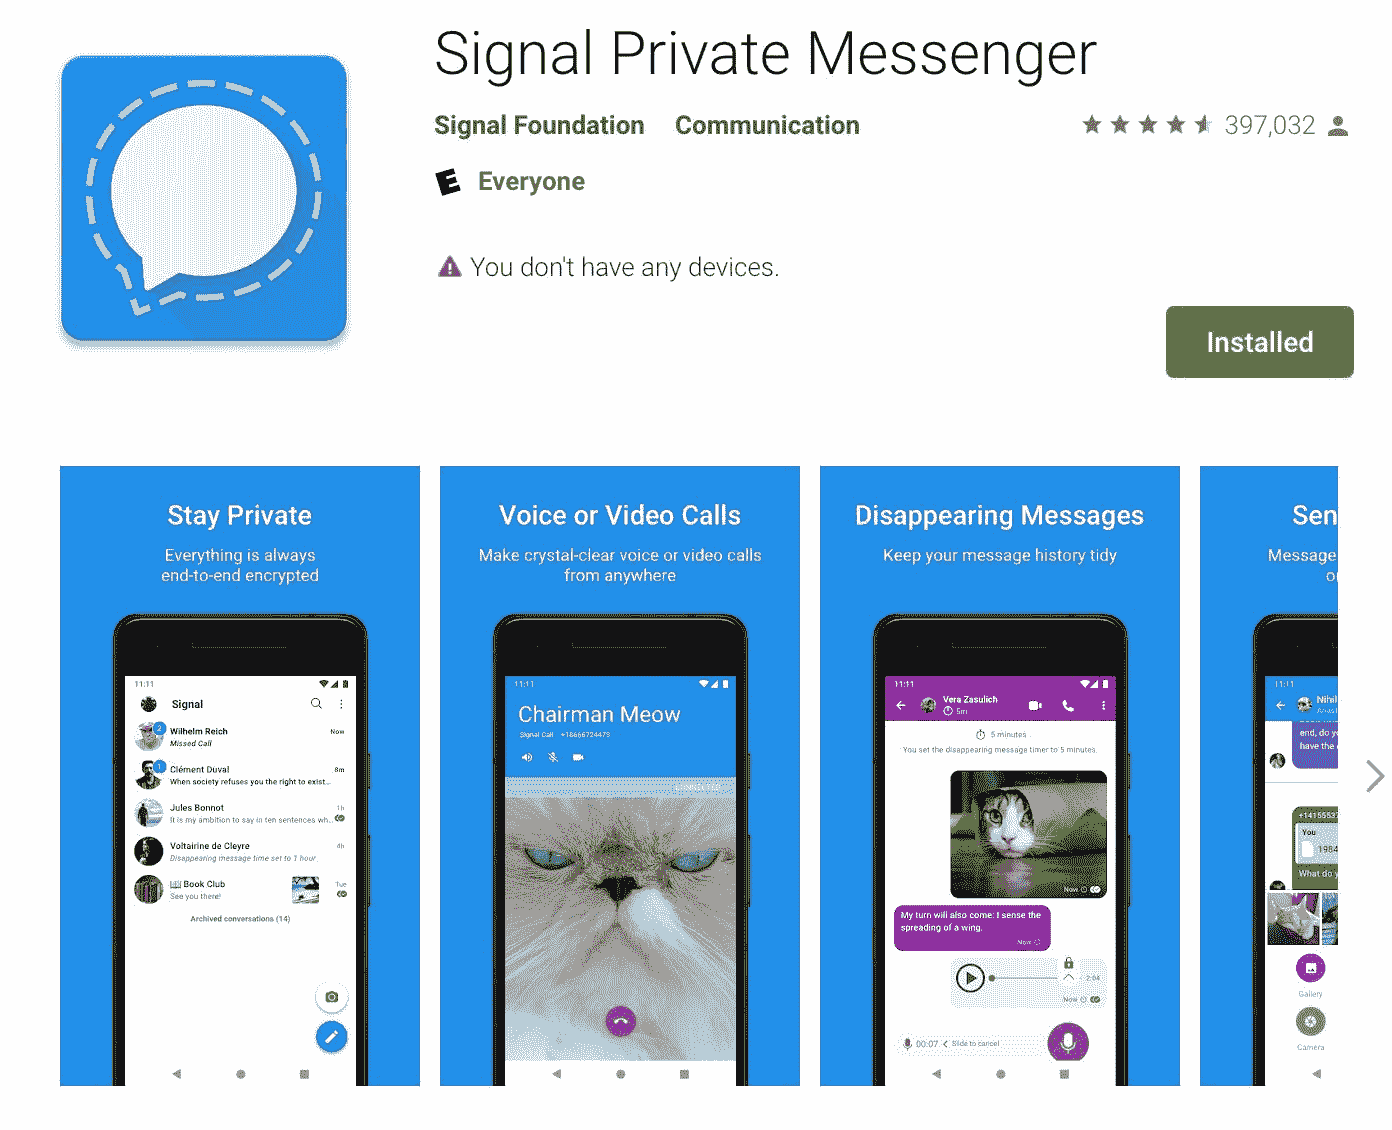 Signal Private Messenger
Signal Foundation Communication
397,032
E Everyone
You don't have any devices.
Installed
Stay Private
Everything is always
end-to-end encrypted
11:11
Signal
2
Wilhelm Reich Now
Missed Call
1
Clément Duval 8m
When society refuses you the right to exist...
Jules Bonnot 1h
It is my ambition to say in ten sentences wh...
Voltairine de Cleyre 4h
Disappearing message time set to 1 hour.
Book Club Tue
See you there!
Archived conversations (14)
Voice or Video Calls
Make crystal-clear voice or video calls
from anywhere
11:11
Chairman Meow
Signal Call +18666724473
Disappearing Messages
Keep your message history tidy
11:11
Vera Zasulich
5m
5 minutes
You set the disappearing message timer to 5 minutes.
Now
My turn will also come: I sense the
spreading of a wing.
Now
2:04
Now
00:07 Slide to cancel
Sen
Message
o
11:11
Nihil
end, do yo
have the
+1415553
You
1984
What do y
Gallery
Camera